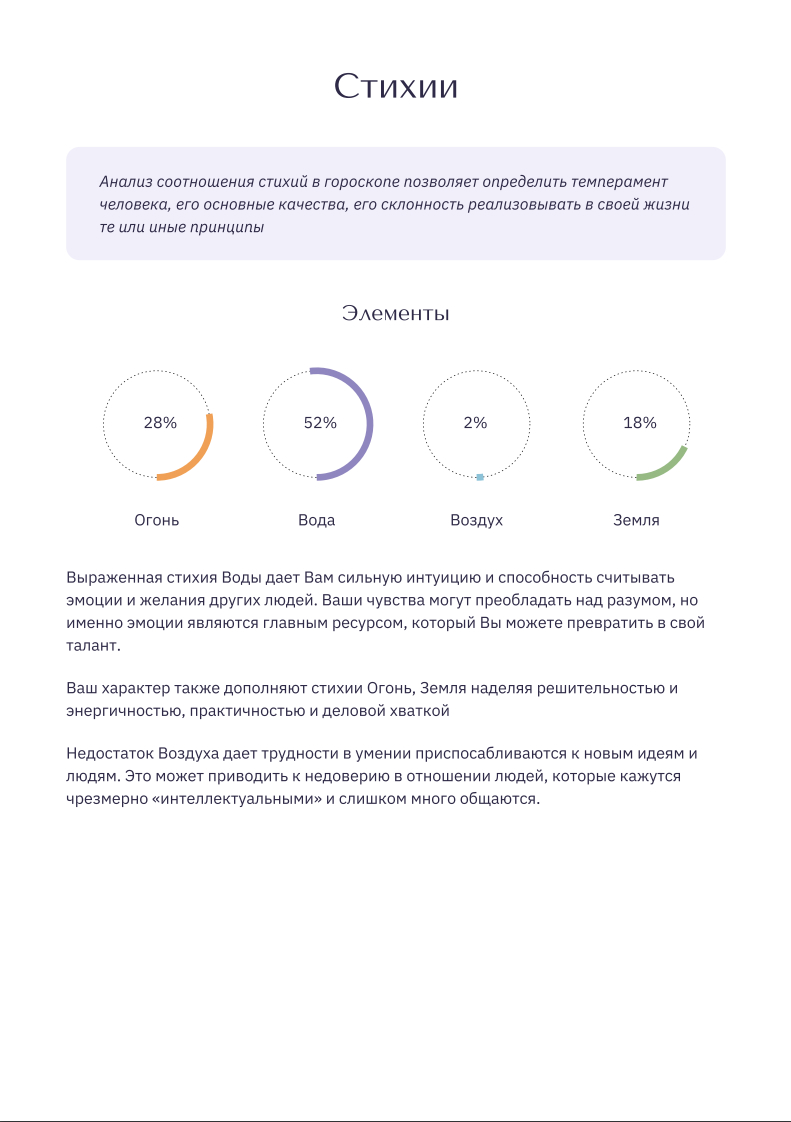 Стихии
Анализ соотношения стихий в гороскопе позволяет определить темперамент
человека, его основные качества, его склонность реализовывать в своей жизни
те или иные принципы
Элементы
28% 52% 2% 18%
Огонь Вода Воздух Земля
Выраженная стихия Воды дает Вам сильную интуицию и способность считывать
эмоции и желания других людей. Ваши чувства могут преобладать над разумом, но
именно эмоции являются главным ресурсом, который Вы можете превратить в свой
талант.
Ваш характер также дополняют стихии Огонь, Земля наделяя решительностью и
энергичностью, практичностью и деловой хваткой
Недостаток Воздуха дает трудности в умении приспосабливаются к новым идеям и
людям. Это может приводить к недоверию в отношении людей, которые кажутся
чрезмерно «интеллектуальными» и слишком много общаются.